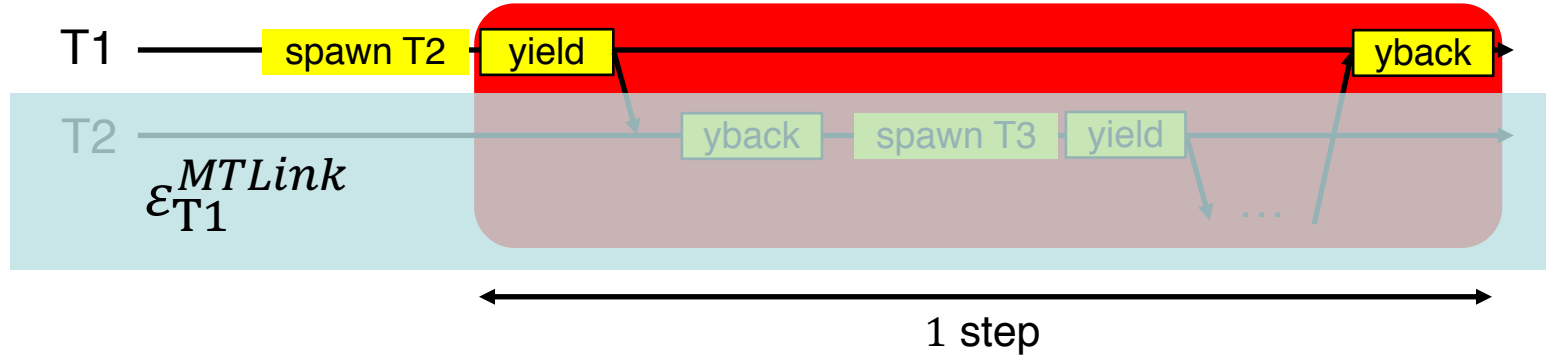 T1 spawn T2 yield yback
T2 yback spawn T3 yield
ε_{T1}^{MTLink} ...
1 step